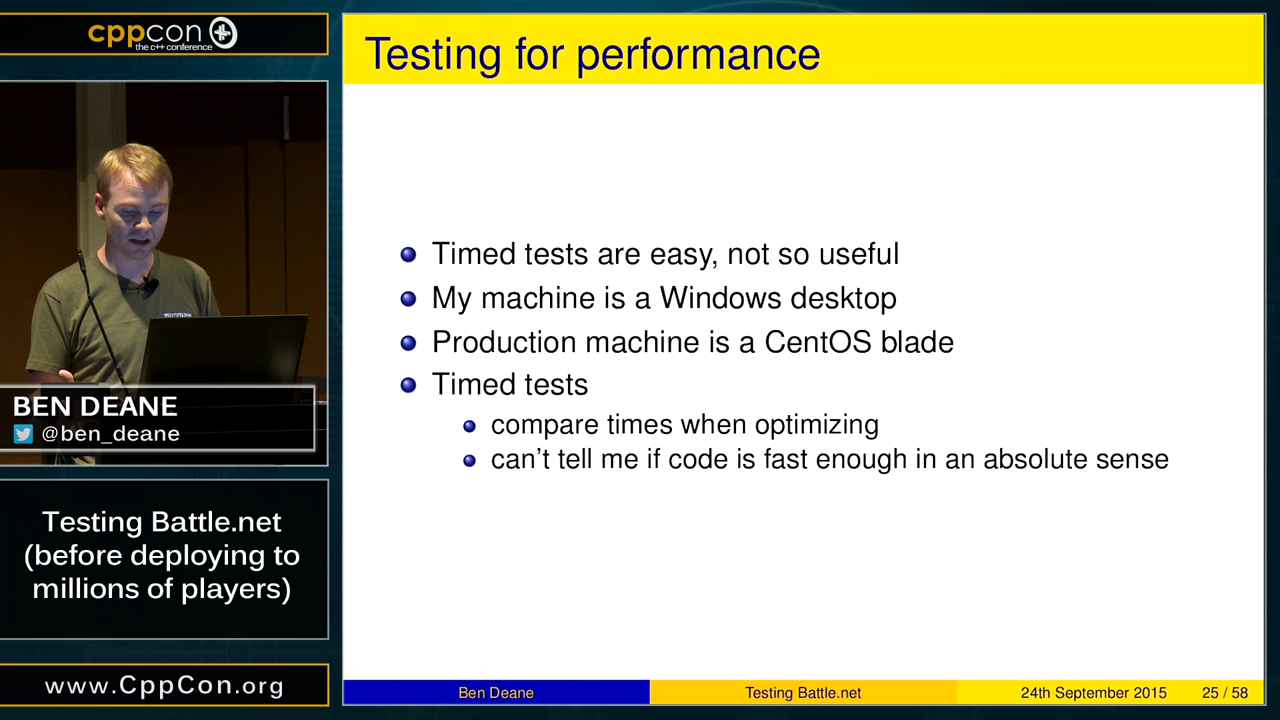 cppcon
the c++ conference
BEN DEANE
@ben_deane
Testing Battle.net
(before deploying to
millions of players)
www.CppCon.org
Testing for performance
Timed tests are easy, not so useful
My machine is a Windows desktop
Production machine is a CentOS blade
Timed tests
compare times when optimizing
can't tell me if code is fast enough in an absolute sense
Ben Deane
Testing Battle.net
24th September 2015
25 / 58